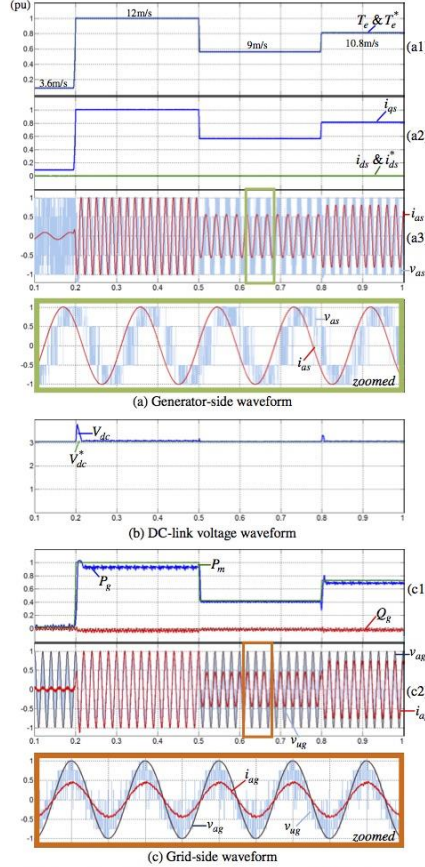 (pu)
12m/s
T_e & T_e^*
1
0.8
0.6
9m/s
10.8m/s
(a1
0.4
0.2
3.6m/s
0
1
i_qs
0.8
0.6
(a2
0.4
i_ds & i_ds^*
0.2
0
1
i_as
0.5
0
(a3
-0.5
v_as
-1
0.1 0.2 0.3 0.4 0.5 0.6 0.7 0.8 0.9 1
1
v_as
0.5
0
i_as
-0.5
-1
zoomed
(a) Generator-side waveform
V_dc
3
V_dc^*
2
1
0.1 0.2 0.3 0.4 0.5 0.6 0.7 0.8 0.9 1
(b) DC-link voltage waveform
1
P_m
0.8
P_g
(c1
0.6
0.4
Q_g
0.2
0
1
v_ag
0.5
0
(c2
-0.5
i_a
-1
v_ug
0.1 0.2 0.3 0.4 0.5 0.6 0.7 0.8 0.9 1
1
i_ag
0.5
0
-0.5
v_ag v_ug
-1
zoomed
(c) Grid-side waveform